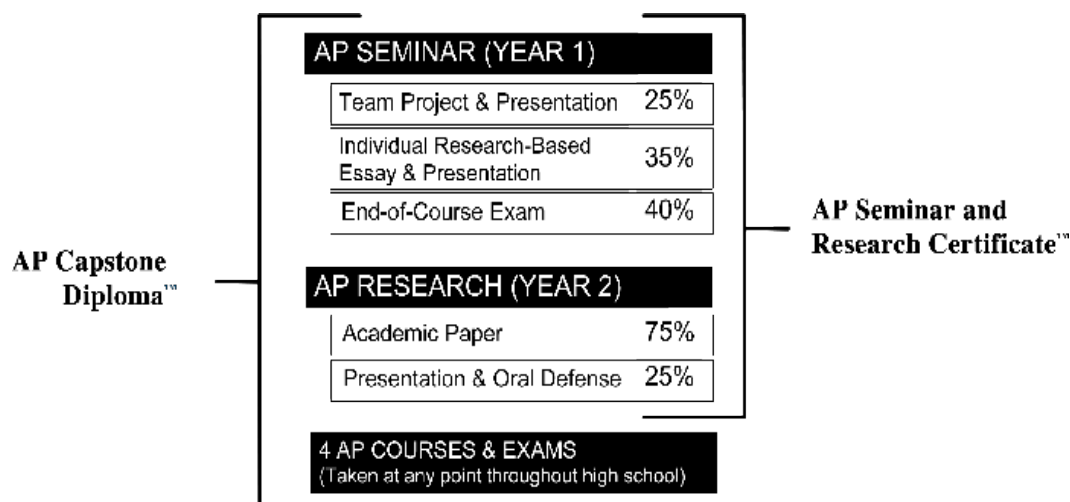 AP SEMINAR (YEAR 1)
Team Project & Presentation 25%
Individual Research-Based
Essay & Presentation 35%
End-of-Course Exam 40%
AP Seminar and
Research Certificate™
AP Capstone
Diploma™
AP RESEARCH (YEAR 2)
Academic Paper 75%
Presentation & Oral Defense 25%
4 AP COURSES & EXAMS
(Taken at any point throughout high school)